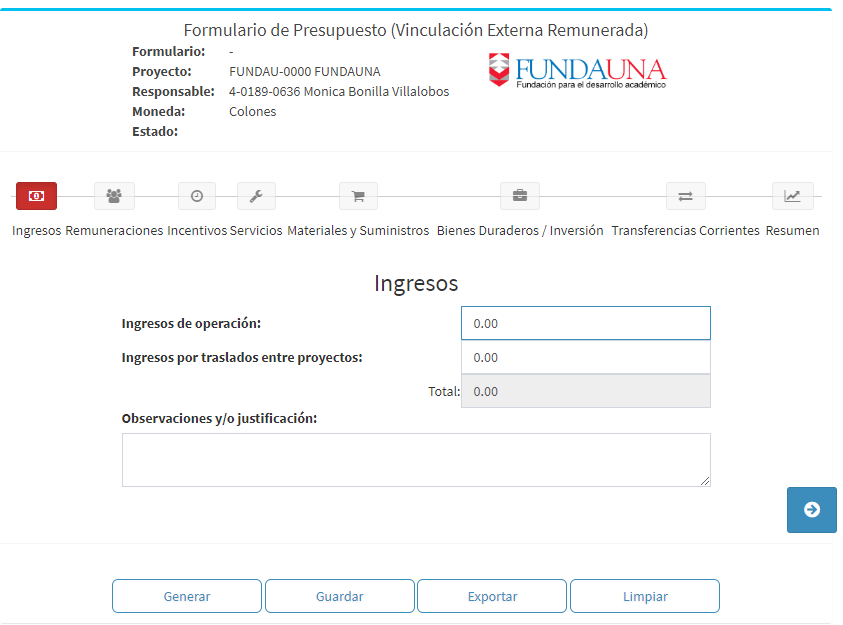 Formulario de Presupuesto (Vinculación Externa Remunerada)
Formulario: -
Proyecto: FUNDAU-0000 FUNDAUNA
Responsable: 4-0189-0636 Monica Bonilla Villalobos
Moneda: Colones
Estado:
FUNDAUNA
Fundación para el desarrollo académico
Ingresos Remuneraciones Incentivos Servicios Materiales y Suministros Bienes Duraderos / Inversión Transferencias Corrientes Resumen
Ingresos
Ingresos de operación: 0.00
Ingresos por traslados entre proyectos: 0.00
Total: 0.00
Observaciones y/o justificación:
Generar Guardar Exportar Limpiar